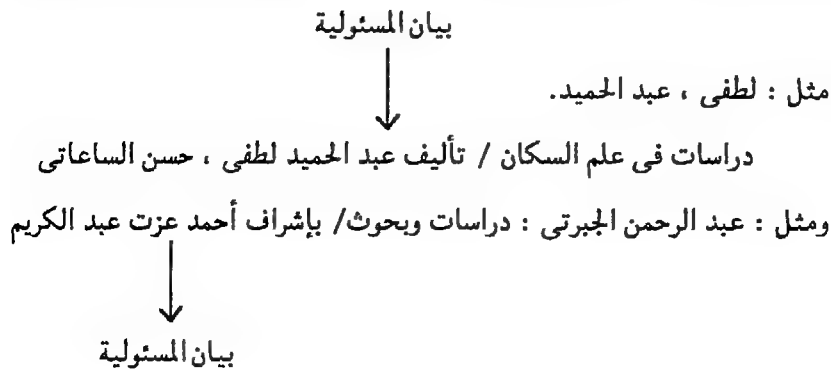 بيان المسئولية
مثل : لطفى ، عبد الحميد.
دراسات فى علم السكان / تأليف عبد الحميد لطفى ، حسن الساعاتى
ومثل : عبد الرحمن الجبرتى : دراسات وبحوث/ بإشراف أحمد عزت عبد الكريم
بيان المسئولية